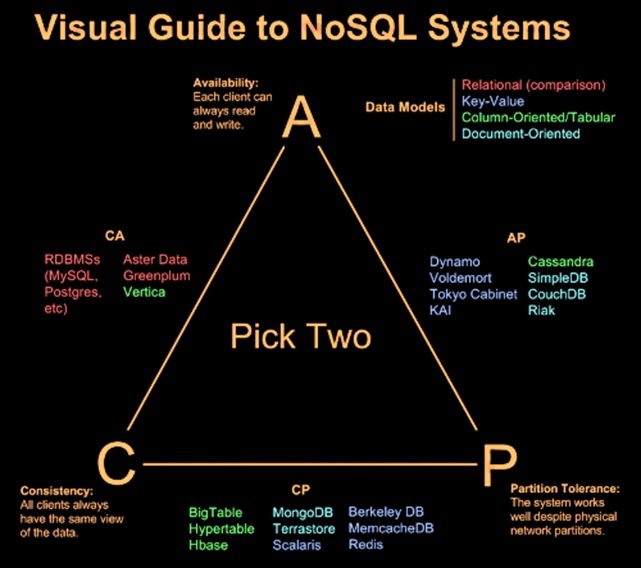 Visual Guide to NoSQL Systems
Availability:
Each client can
always read
and write.
A
Data Models
Relational (comparison)
Key-Value
Column-Oriented/Tabular
Document-Oriented
CA
RDBMSs
(MySQL,
Postgres,
etc)
Aster Data
Greenplum
Vertica
AP
Dynamo
Voldemort
Tokyo Cabinet
KAI
Cassandra
SimpleDB
CouchDB
Riak
Pick Two
C
P
Consistency:
All clients always
have the same view
of the data.
CP
BigTable
Hypertable
Hbase
MongoDB
Terrastore
Scalaris
Berkeley DB
MemcacheDB
Redis
Partition Tolerance:
The system works
well despite physical
network partitions.